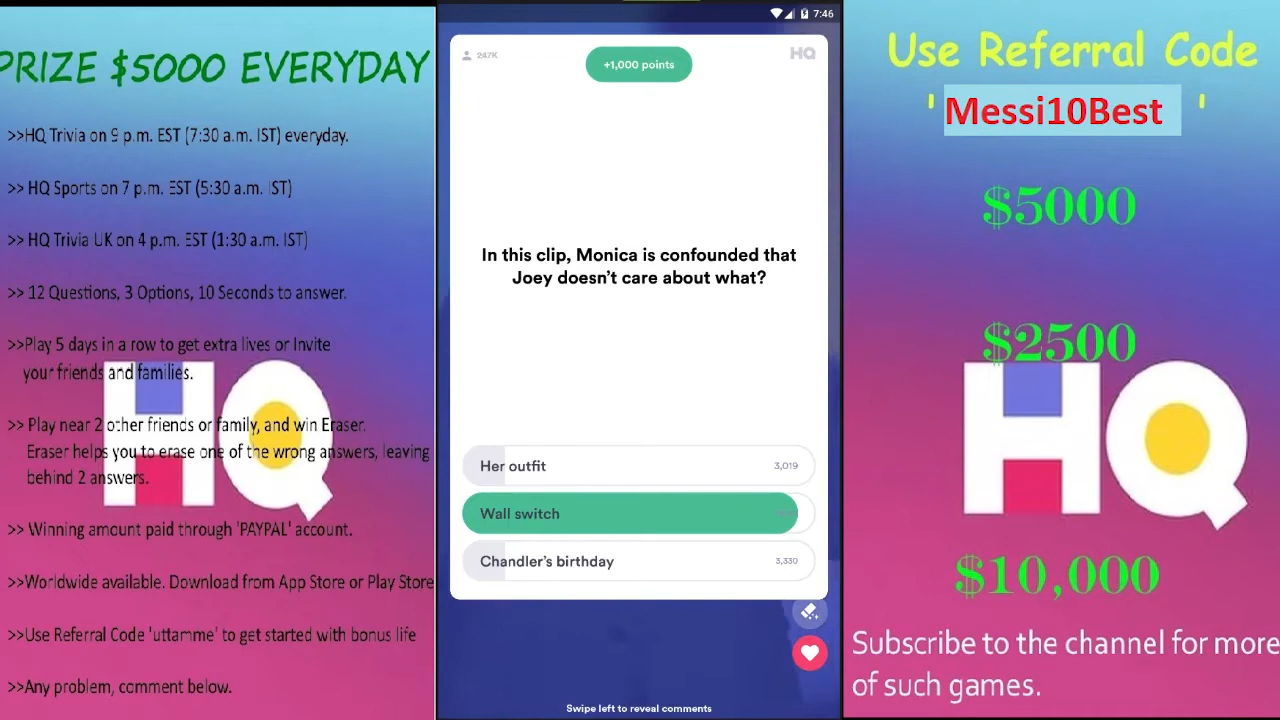 PRIZE $5000 EVERYDAY
>>HQ Trivia on 9 p.m. EST (7:30 a.m. IST) everyday.
>> HQ Sports on 7 p.m. EST (5:30 a.m. IST)
>> HQ Trivia UK on 4 p.m. EST (1:30 a.m. IST)
>> 12 Questions, 3 Options, 10 Seconds to answer.
>>Play 5 days in a row to get extra lives or Invite
your friends and families.
>> Play near 2 other friends or family, and win Eraser.
Eraser helps you to erase one of the wrong answers, leaving
behind 2 answers.
>> Winning amount paid through 'PAYPAL' account.
>>Worldwide available. Download from App Store or Play Store
>>Use Referral Code 'uttamme' to get started with bonus life
>>Any problem, comment below.
HQ
7:46
247K
+1,000 points
HQ
In this clip, Monica is confounded that
Joey doesn't care about what?
Her outfit 3,019
Wall switch
Chandler's birthday 3,330
Swipe left to reveal comments
Use Referral Code
' Messi10Best '
$5000
$2500
HQ
$10,000
Subscribe to the channel for more
of such games.